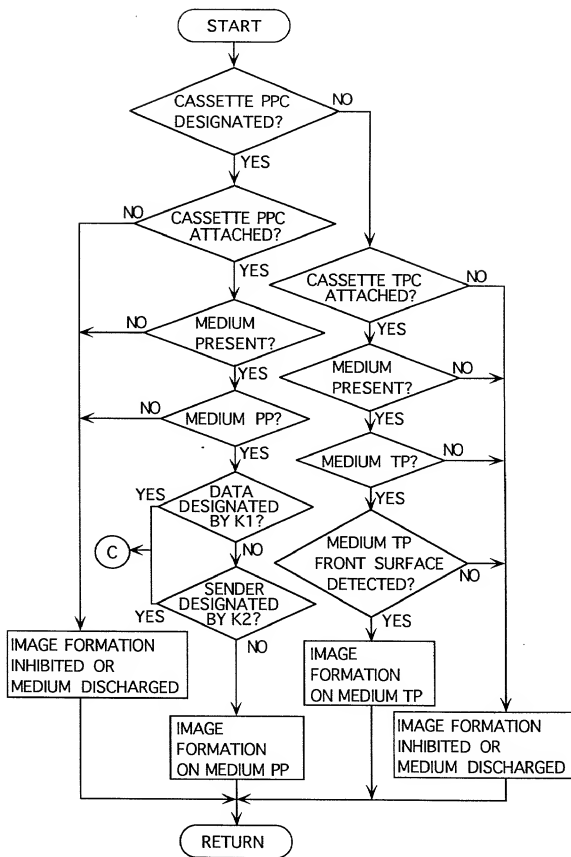 START
CASSETTE PPC
DESIGNATED?
NO
YES
NO
CASSETTE PPC
ATTACHED?
YES
CASSETTE TPC
ATTACHED?
NO
YES
NO
MEDIUM
PRESENT?
YES
MEDIUM
PRESENT?
NO
YES
NO
MEDIUM PP?
YES
MEDIUM TP?
NO
YES
YES
DATA
DESIGNATED
BY K1?
NO
C
MEDIUM TP
FRONT SURFACE
DETECTED?
NO
YES
YES
SENDER
DESIGNATED
BY K2?
NO
IMAGE FORMATION
INHIBITED OR
MEDIUM DISCHARGED
IMAGE
FORMATION
ON MEDIUM TP
IMAGE
FORMATION
ON MEDIUM PP
IMAGE FORMATION
INHIBITED OR
MEDIUM DISCHARGED
RETURN